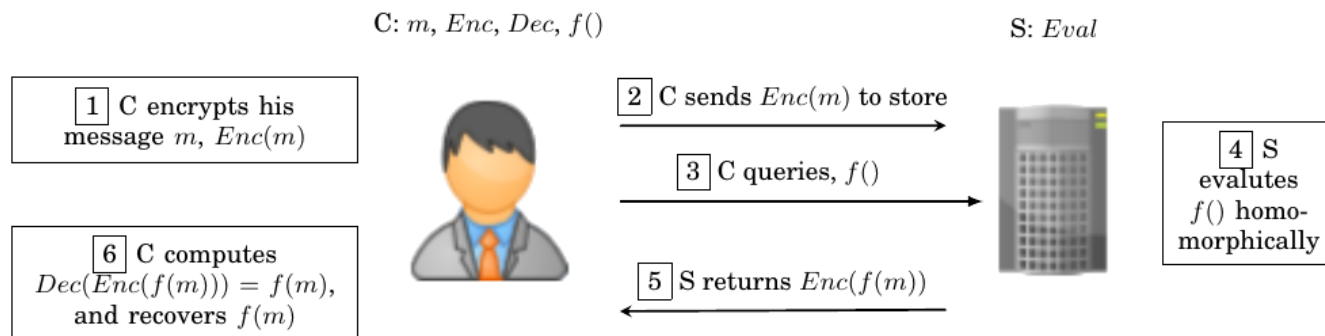 C: m, Enc, Dec, f()
S: Eval
1 C encrypts his
message m, Enc(m)
2 C sends Enc(m) to store
3 C queries, f()
4 S
evalutes
f() homo-
morphically
5 S returns Enc(f(m))
6 C computes
Dec(Enc(f(m))) = f(m),
and recovers f(m)